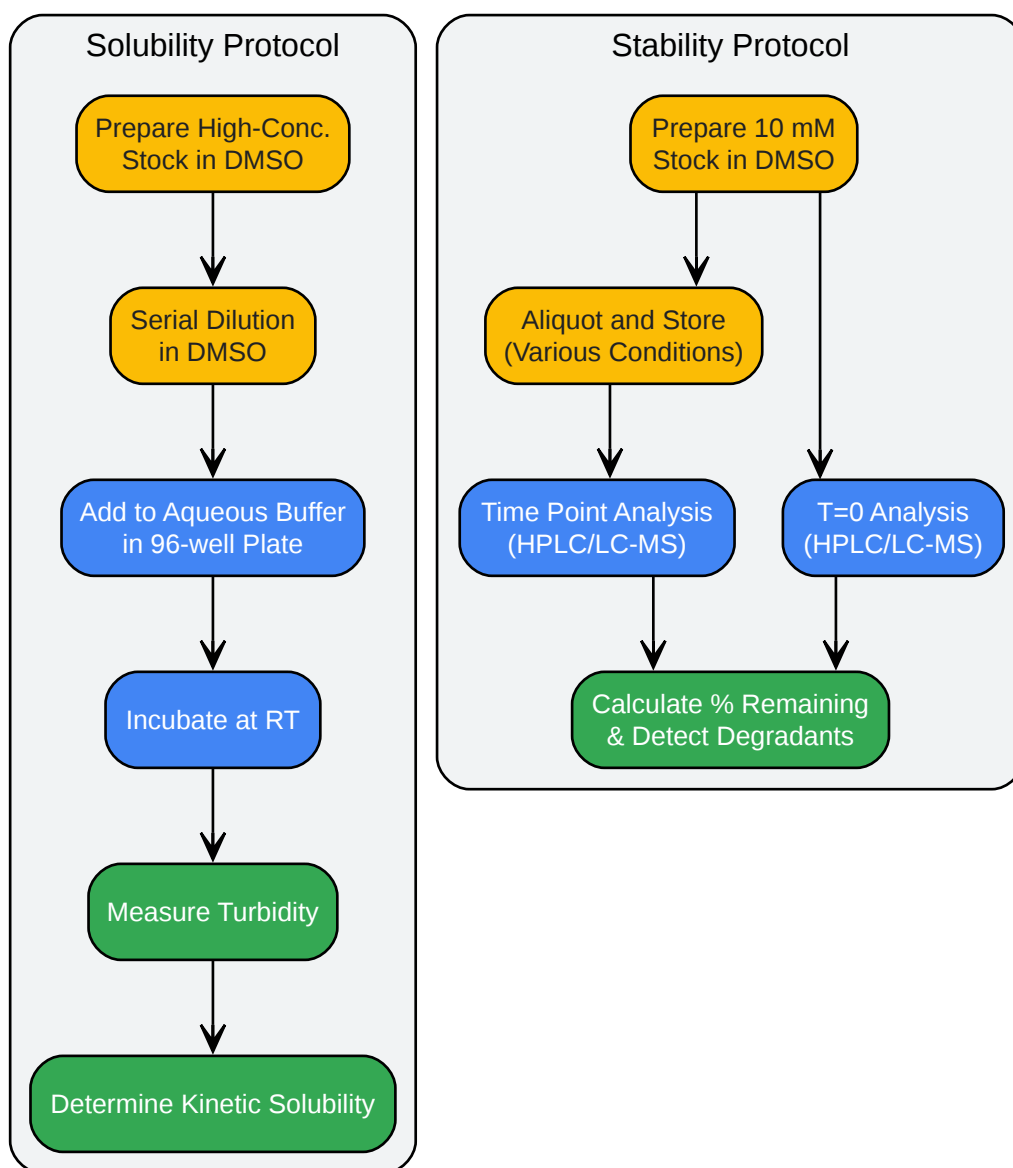 Solubility Protocol
Prepare High-Conc.
Stock in DMSO
Serial Dilution
in DMSO
Add to Aqueous Buffer
in 96-well Plate
Incubate at RT
Measure Turbidity
Determine Kinetic Solubility
Stability Protocol
Prepare 10 mM
Stock in DMSO
Aliquot and Store
(Various Conditions)
Time Point Analysis
(HPLC/LC-MS)
T=0 Analysis
(HPLC/LC-MS)
Calculate % Remaining
& Detect Degradants